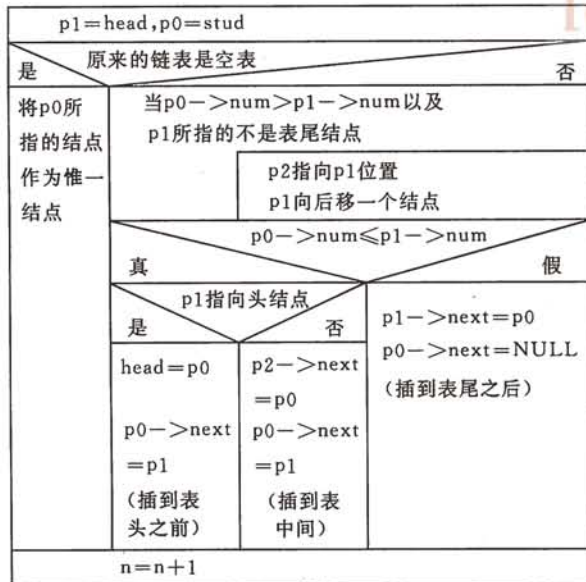 p1=head,p0=stud
原来的链表是空表
是
否
将p0所
指的结点
作为惟一
结点
当p0->num>p1->num以及
p1所指的不是表尾结点
p2指向p1位置
p1向后移一个结点
p0->num≤p1->num
真
假
p1指向头结点
是
否
head=p0
p0->next
=p1
(插到表
头之前)
p2->next
=p0
p0->next
=p1
(插到表
中间)
p1->next=p0
p0->next=NULL
(插到表尾之后)
n=n+1